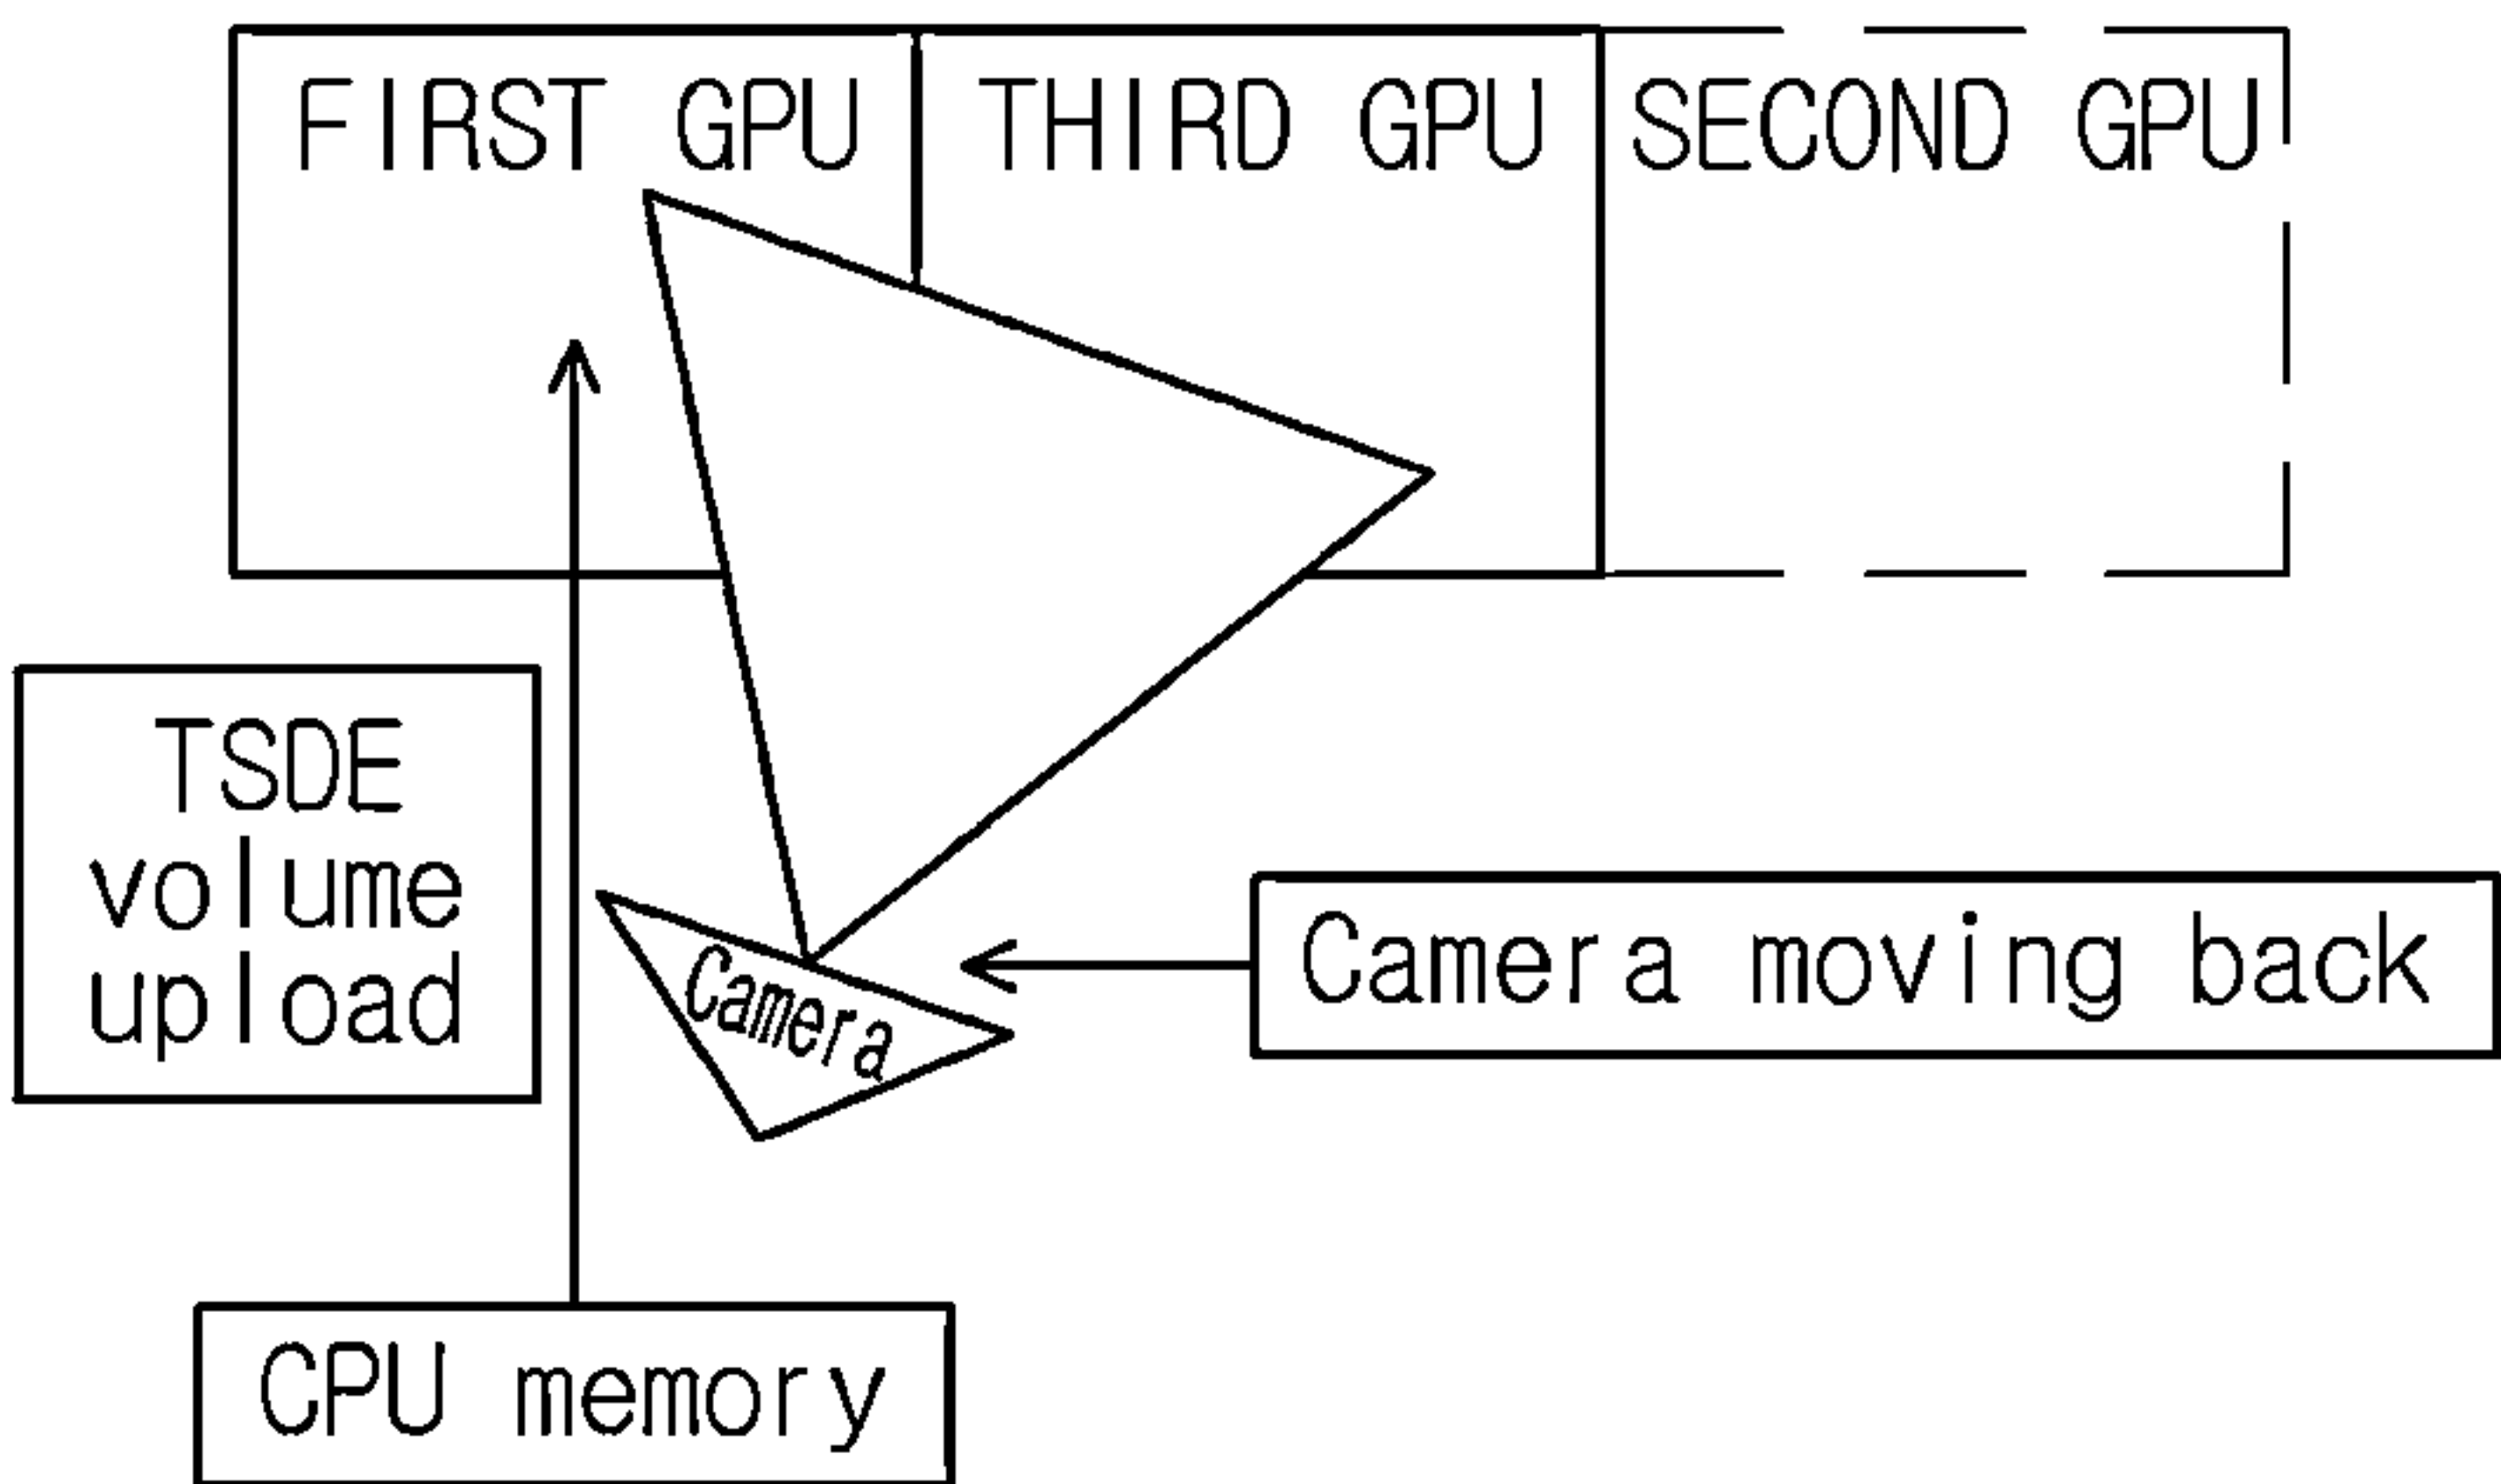 FIRST GPU THIRD GPU SECOND GPU
TSDE
volume
upload
Camera
Camera moving back
CPU memory